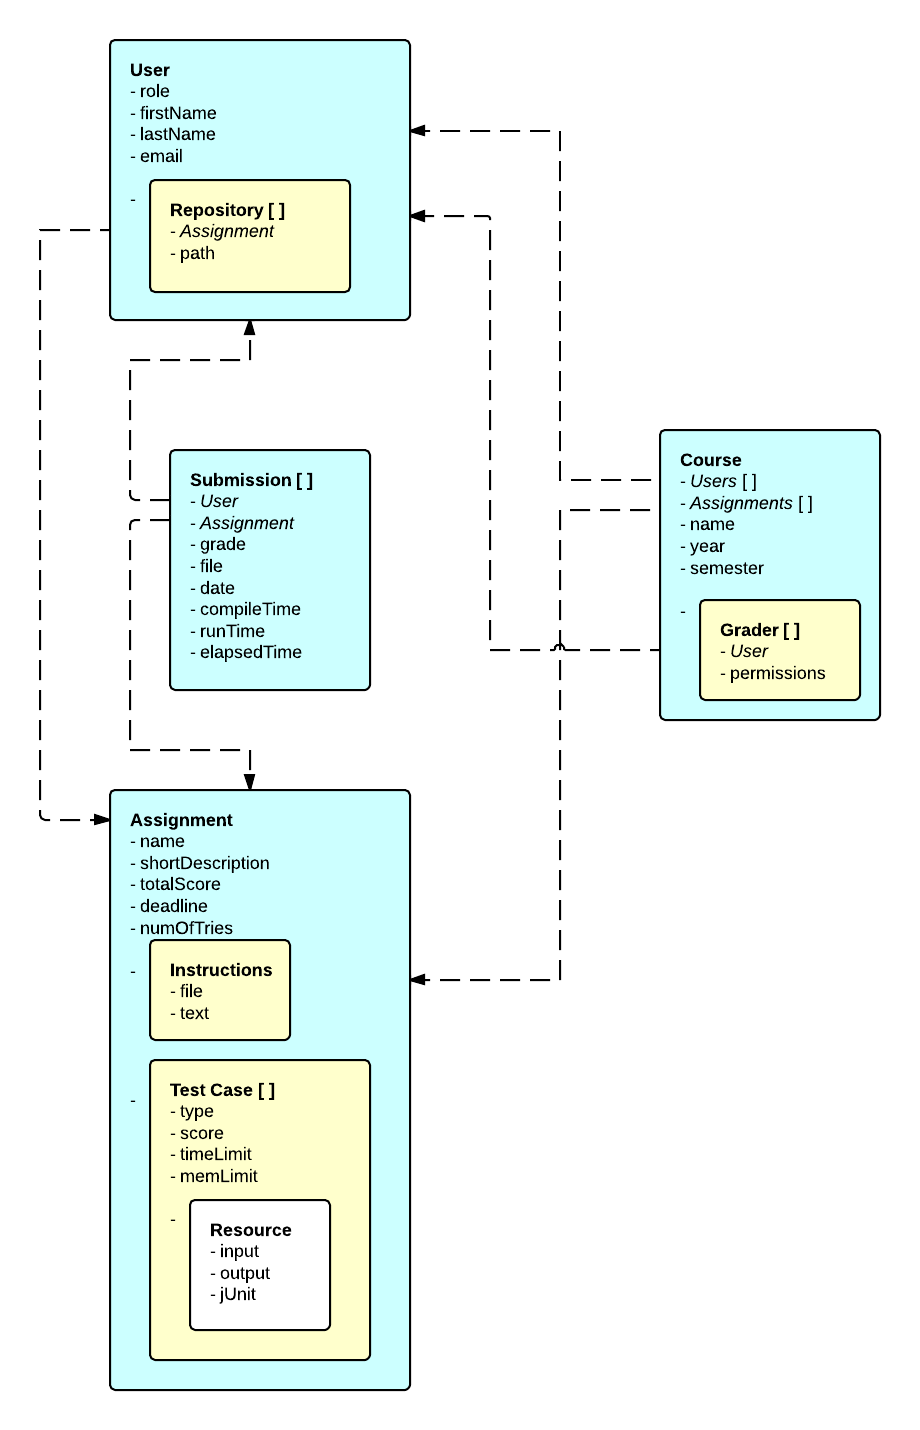 User
- role
- firstName
- lastName
- email
-
Repository [ ]
- Assignment
- path
Submission [ ]
- User
- Assignment
- grade
- file
- date
- compileTime
- runTime
- elapsedTime
Course
- Users [ ]
- Assignments [ ]
- name
- year
- semester
-
Grader [ ]
- User
- permissions
Assignment
- name
- shortDescription
- totalScore
- deadline
- numOfTries
-
Instructions
- file
- text
-
Test Case [ ]
- type
- score
- timeLimit
- memLimit
-
Resource
- input
- output
- jUnit